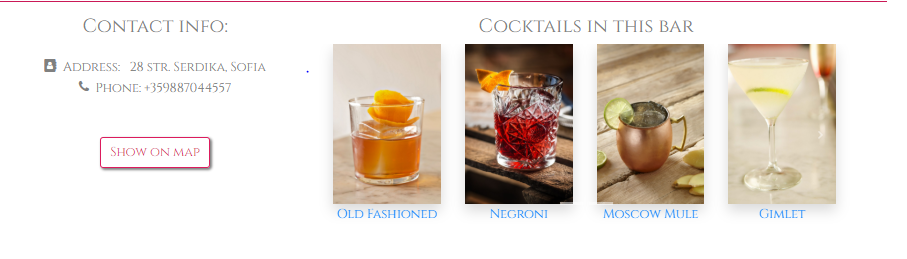 Contact info:
Address: 28 str. Serdika, Sofia
Phone: +359887044557
Show on map
Cocktails in this bar
Old Fashioned
Negroni
Moscow Mule
Gimlet